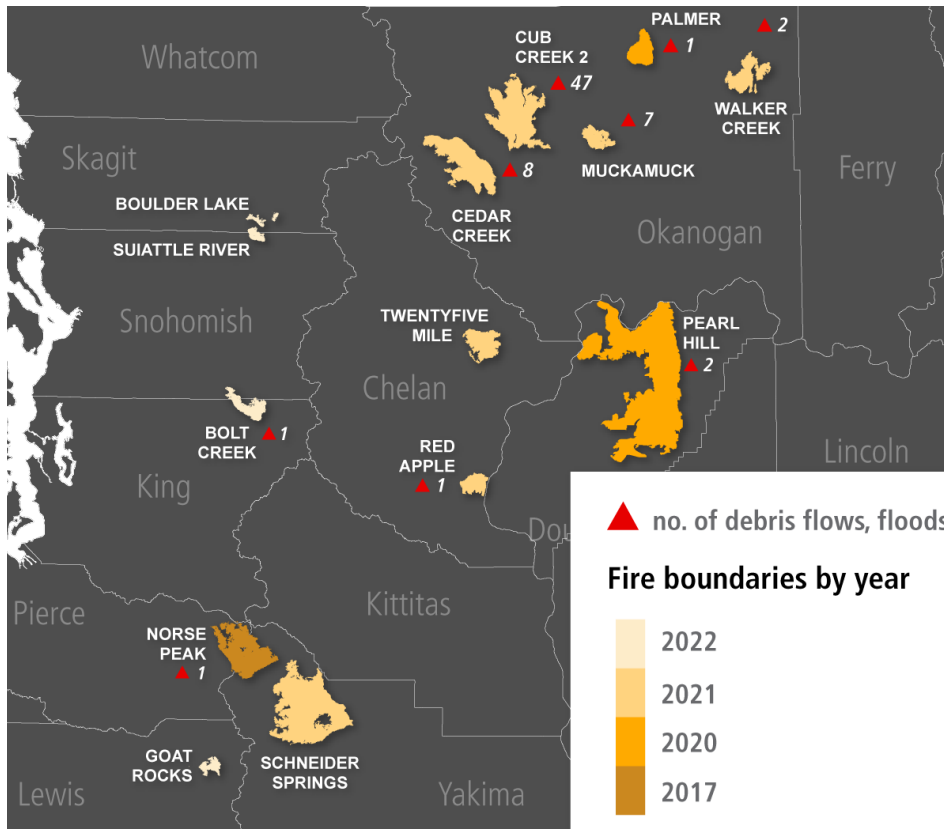 Whatcom
CUB
CREEK 2
47
PALMER
1
2
WALKER
CREEK
7
MUCKAMUCK
Ferry
Skagit
8
CEDAR
CREEK
Okanogan
BOULDER LAKE
SUIATTLE RIVER
Snohomish
TWENTYFIVE
MILE
Chelan
PEARL
HILL
2
BOLT
CREEK
1
King
RED
APPLE
1
Lincoln
Dou
Pierce
Kittitas
NORSE
PEAK
1
SCHNEIDER
SPRINGS
GOAT
ROCKS
Lewis
Yakima
no. of debris flows, floods
Fire boundaries by year
2022
2021
2020
2017